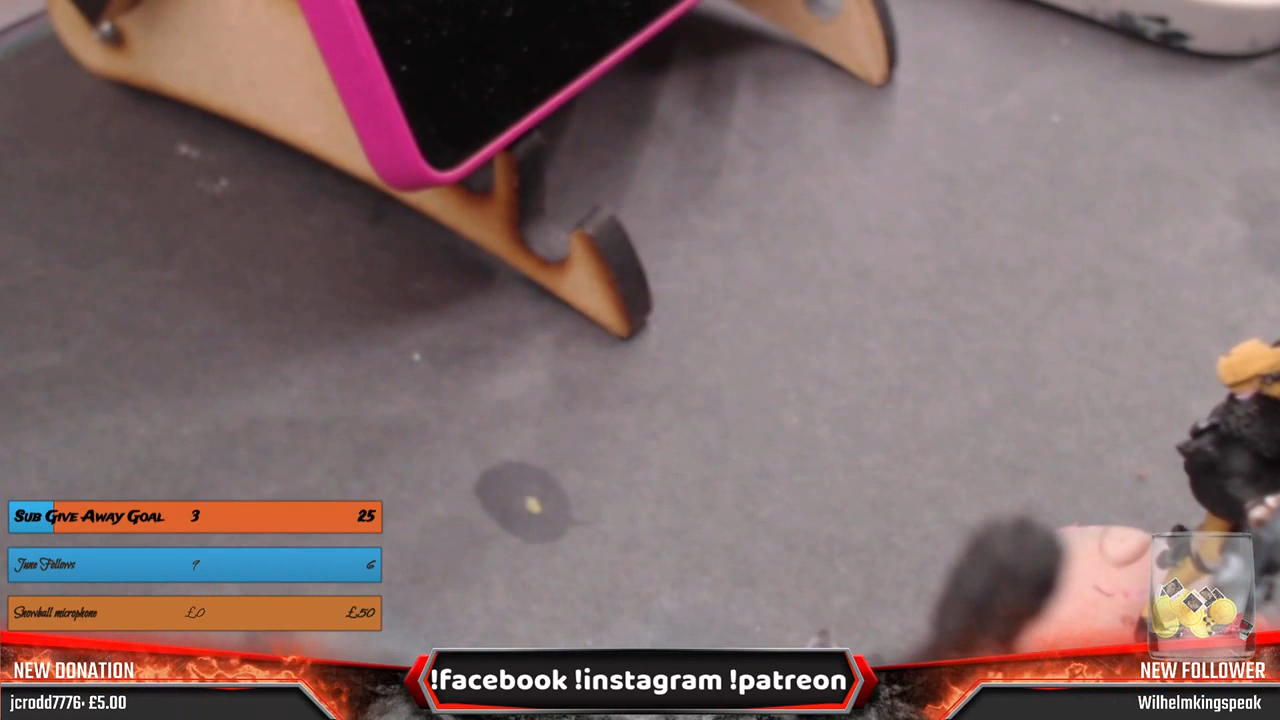 Sub Give Away Goal 3 25
June Follows 9 6
Snowball microphone £0 £50
NEW DONATION
jcrodd7776: £5.00
!facebook !instagram !patreon
NEW FOLLOWER
Wilhelmkingspeak